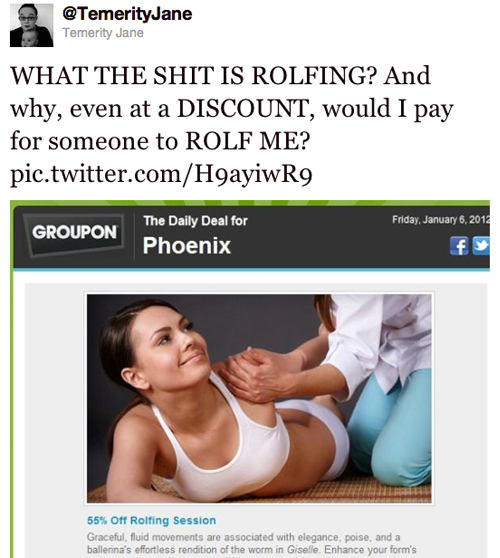 @TemerityJane
Temerity Jane
WHAT THE SHIT IS ROLFING? And
why, even at a DISCOUNT, would I pay
for someone to ROLF ME?
pic.twitter.com/H9ayiwR9
GROUPON
The Daily Deal for
Phoenix
Friday, January 6, 2012
55% Off Rolfing Session
Graceful, fluid movements are associated with elegance, poise, and a
ballerina's effortless rendition of the worm in Giselle. Enhance your form's